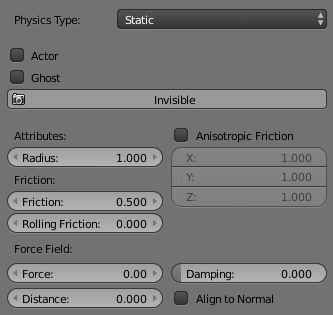 Physics Type: Static
Actor
Ghost
Invisible
Attributes: Anisotropic Friction
Radius: 1.000 X: 1.000
Friction: Y: 1.000
Friction: 0.500 Z: 1.000
Rolling Friction: 0.000
Force Field:
Force: 0.00 Damping: 0.000
Distance: 0.000 Align to Normal